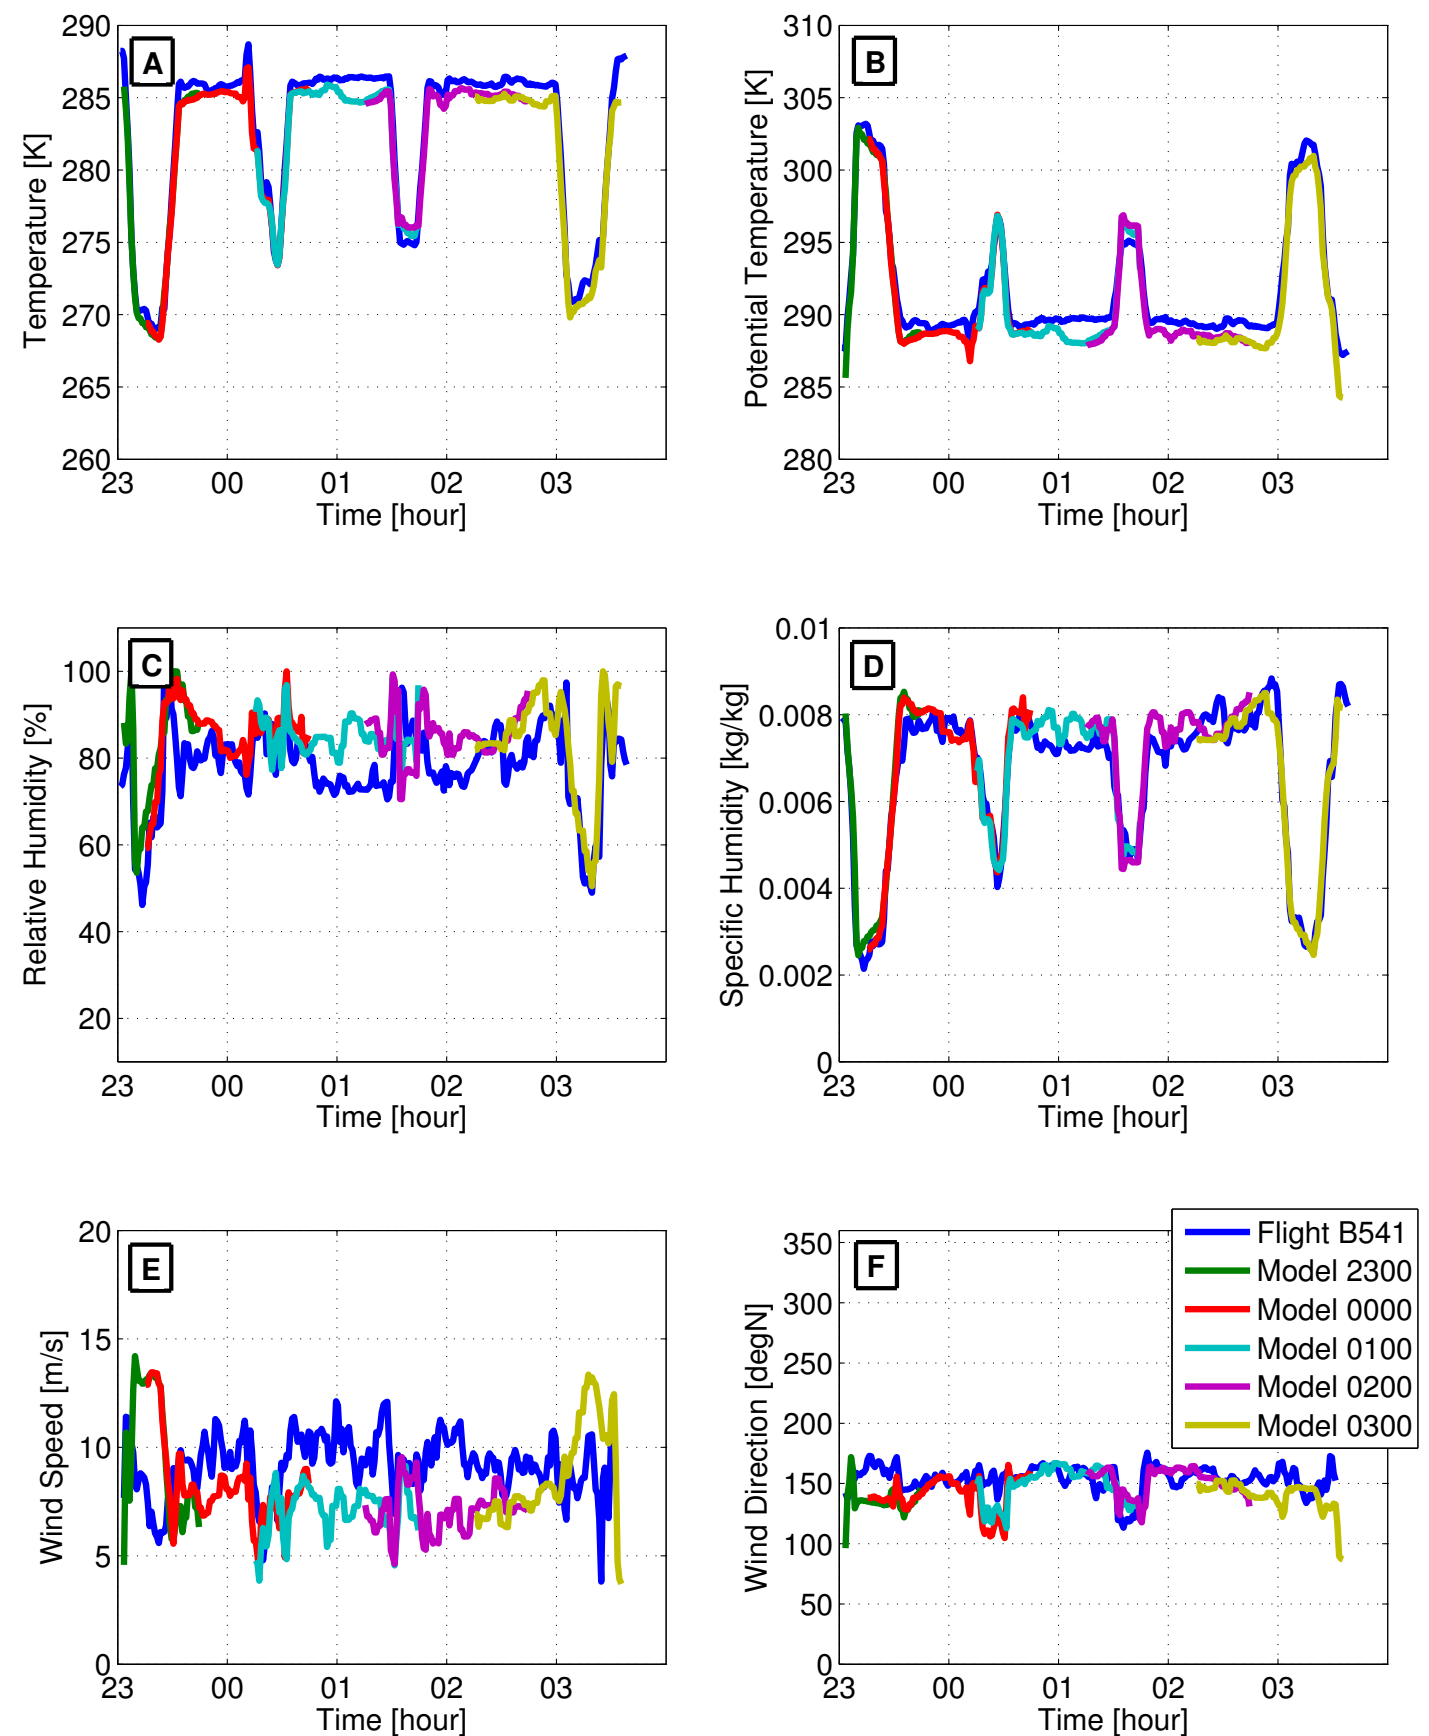 A
Temperature [K]
290
285
280
275
270
265
260
23 00 01 02 03
Time [hour]
B
Potential Temperature [K]
310
305
300
295
290
285
280
23 00 01 02 03
Time [hour]
C
Relative Humidity [%]
100
80
60
40
20
23 00 01 02 03
Time [hour]
D
Specific Humidity [kg/kg]
0.01
0.008
0.006
0.004
0.002
0
23 00 01 02 03
Time [hour]
E
Wind Speed [m/s]
20
15
10
5
0
23 00 01 02 03
Time [hour]
F
Wind Direction [degN]
350
300
250
200
150
100
50
0
23 00 01 02 03
Time [hour]
Flight B541
Model 2300
Model 0000
Model 0100
Model 0200
Model 0300